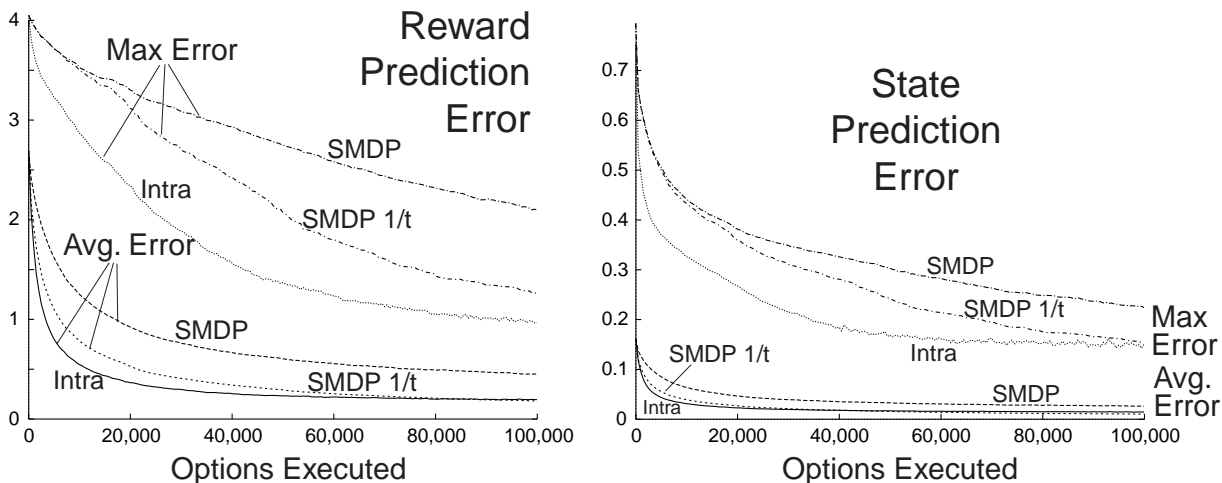 Reward
Prediction
Error
Max Error
SMDP
Intra
SMDP 1/t
Avg. Error
SMDP
Intra
SMDP 1/t
4
3
2
1
0
0
20,000
40,000
60,000
80,000
100,000
Options Executed
State
Prediction
Error
SMDP
SMDP 1/t
Intra
Max
Error
SMDP 1/t
Intra
SMDP
Avg.
Error
0.7
0.6
0.5
0.4
0.3
0.2
0.1
0
0
20,000
40,000
60,000
80,000
100,000
Options Executed